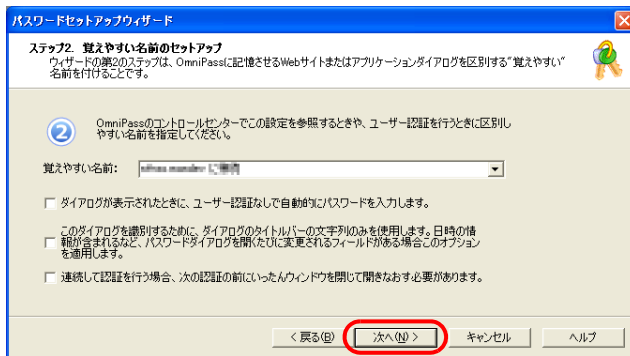 パスワードセットアップウィザード
ステップ2. 覚えやすい名前のセットアップ
ウィザードの第2のステップは、OmniPassに記憶させるWebサイトまたはアプリケーションダイアログを区別する“覚えやすい”
名前を付けることです。
2
OmniPassのコントロールセンターでこの設定を参照するときや、ユーザー認証を行うときに区別し
やすい名前を指定してください。
覚えやすい名前:
ダイアログが表示されたときに、ユーザー認証なしで自動的にパスワードを入力します。
このダイアログを識別するために、ダイアログのタイトルバーの文字列のみを使用します。日時の情
報が含まれるなど、パスワードダイアログを開くたびに変更されるフィールドがある場合このオプション
を適用します。
連続して認証を行う場合、次の認証の前にいったんウィンドウを閉じて開きなおす必要があります。
< 戻る(B) 次へ(N) > キャンセル ヘルプ